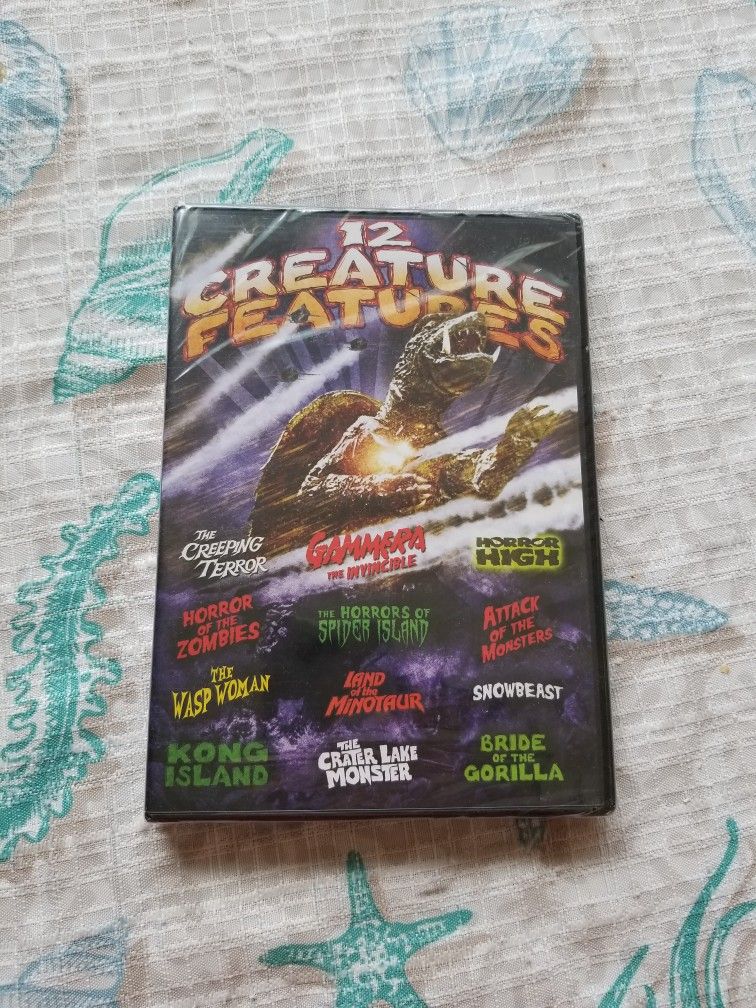 12
CREATURE
FEATURES
THE
CREEPING
TERROR
GAMMERA
THE INVINCIBLE
HORROR
HIGH
HORROR
OF THE
ZOMBIES
THE HORRORS OF
SPIDER ISLAND
ATTACK
OF THE
MONSTERS
THE
WASP WOMAN
LAND
of the
MINOTAUR
SNOWBEAST
KONG
ISLAND
THE
CRATER LAKE
MONSTER
BRIDE
OF THE
GORILLA